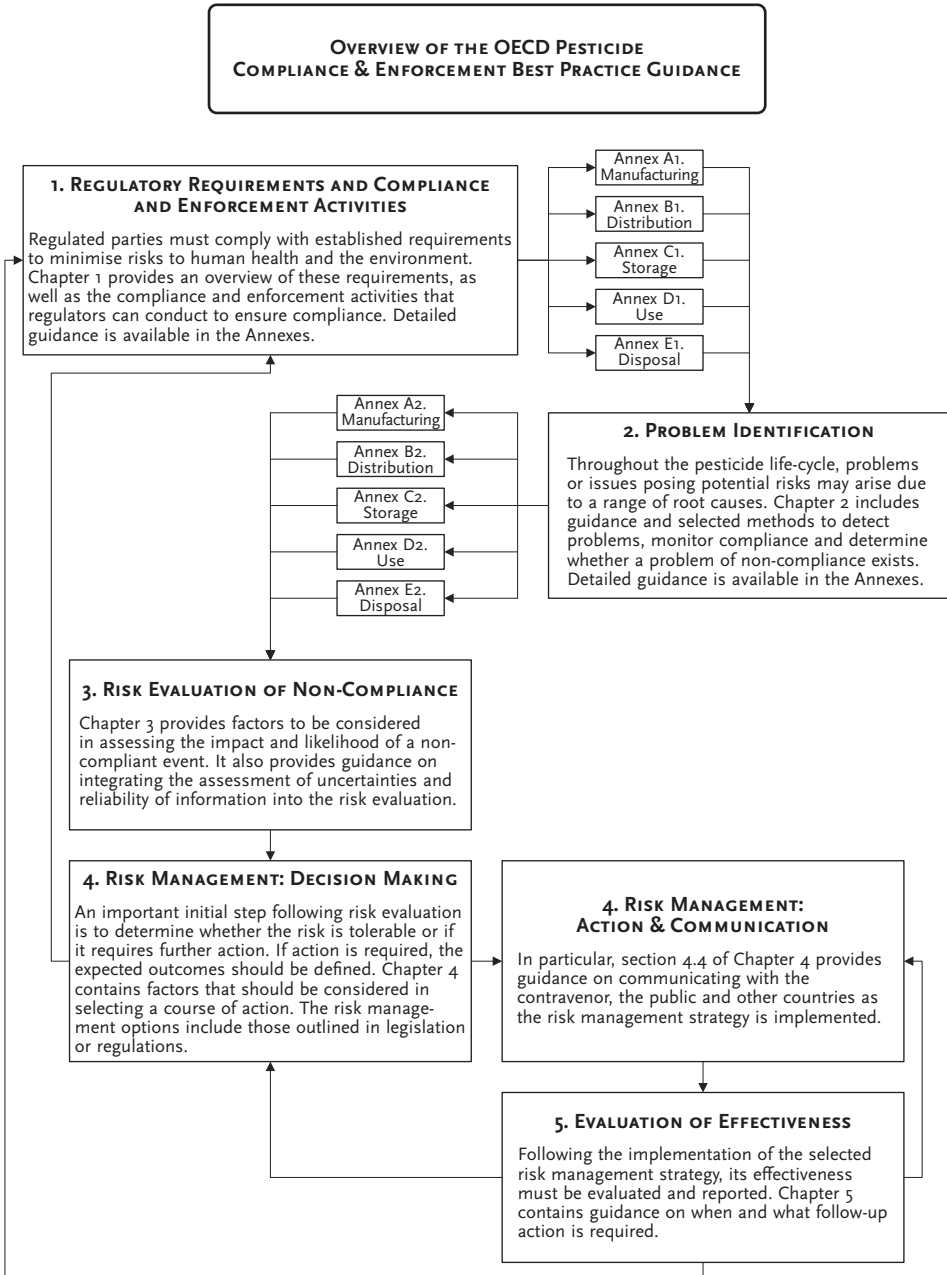 Overview of the OECD Pesticide
Compliance & Enforcement Best Practice Guidance
1. Regulatory Requirements and Compliance
and Enforcement Activities
Regulated parties must comply with established requirements
to minimise risks to human health and the environment.
Chapter 1 provides an overview of these requirements, as
well as the compliance and enforcement activities that
regulators can conduct to ensure compliance. Detailed
guidance is available in the Annexes.
Annex A1.
Manufacturing
Annex B1.
Distribution
Annex C1.
Storage
Annex D1.
Use
Annex E1.
Disposal
2. Problem Identification
Throughout the pesticide life-cycle, problems
or issues posing potential risks may arise due
to a range of root causes. Chapter 2 includes
guidance and selected methods to detect
problems, monitor compliance and determine
whether a problem of non-compliance exists.
Detailed guidance is available in the Annexes.
Annex A2.
Manufacturing
Annex B2.
Distribution
Annex C2.
Storage
Annex D2.
Use
Annex E2.
Disposal
3. Risk Evaluation of Non-Compliance
Chapter 3 provides factors to be considered
in assessing the impact and likelihood of a non-
compliant event. It also provides guidance on
integrating the assessment of uncertainties and
reliability of information into the risk evaluation.
4. Risk Management: Decision Making
An important initial step following risk evaluation
is to determine whether the risk is tolerable or if
it requires further action. If action is required, the
expected outcomes should be defined. Chapter 4
contains factors that should be considered in
selecting a course of action. The risk manage-
ment options include those outlined in legislation
or regulations.
4. Risk Management:
Action & Communication
In particular, section 4.4 of Chapter 4 provides
guidance on communicating with the
contravenor, the public and other countries as
the risk management strategy is implemented.
5. Evaluation of Effectiveness
Following the implementation of the selected
risk management strategy, its effectiveness
must be evaluated and reported. Chapter 5
contains guidance on when and what follow-up
action is required.